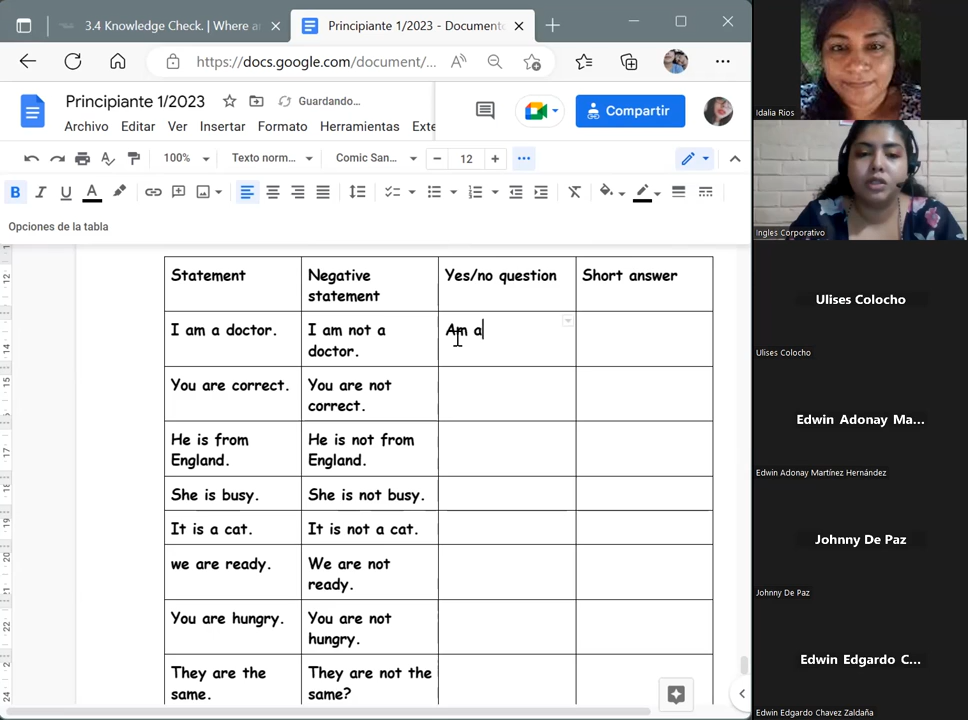 3.4 Knowledge Check. | Where a
Principiante 1/2023 - Documento
https://docs.google.com/document/...
Principiante 1/2023
Guardando...
Compartir
Archivo Editar Ver Insertar Formato Herramientas Exte
100% Texto norm... Comic San... 12
Opciones de la tabla
Statement Negative statement Yes/no question Short answer
I am a doctor. I am not a doctor. Am a
You are correct. You are not correct.
He is from England. He is not from England.
She is busy. She is not busy.
It is a cat. It is not a cat.
we are ready. We are not ready.
You are hungry. You are not hungry.
They are the same. They are not the same?
Idalia Rios
Ingles Corporativo
Ulises Colocho
Ulises Colocho
Edwin Adonay Ma...
Edwin Adonay Martínez Hernández
Johnny De Paz
Johnny De Paz
Edwin Edgardo C...
Edwin Edgardo Chavez Zaldaña